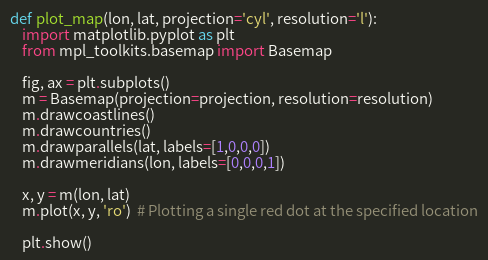 def plot_map(lon, lat, projection='cyl', resolution='l'):
    import matplotlib.pyplot as plt
    from mpl_toolkits.basemap import Basemap

    fig, ax = plt.subplots()
    m = Basemap(projection=projection, resolution=resolution)
    m.drawcoastlines()
    m.drawcountries()
    m.drawparallels(lat, labels=[1,0,0,0])
    m.drawmeridians(lon, labels=[0,0,0,1])

    x, y = m(lon, lat)
    m.plot(x, y, 'ro')  # Plotting a single red dot at the specified location

    plt.show()